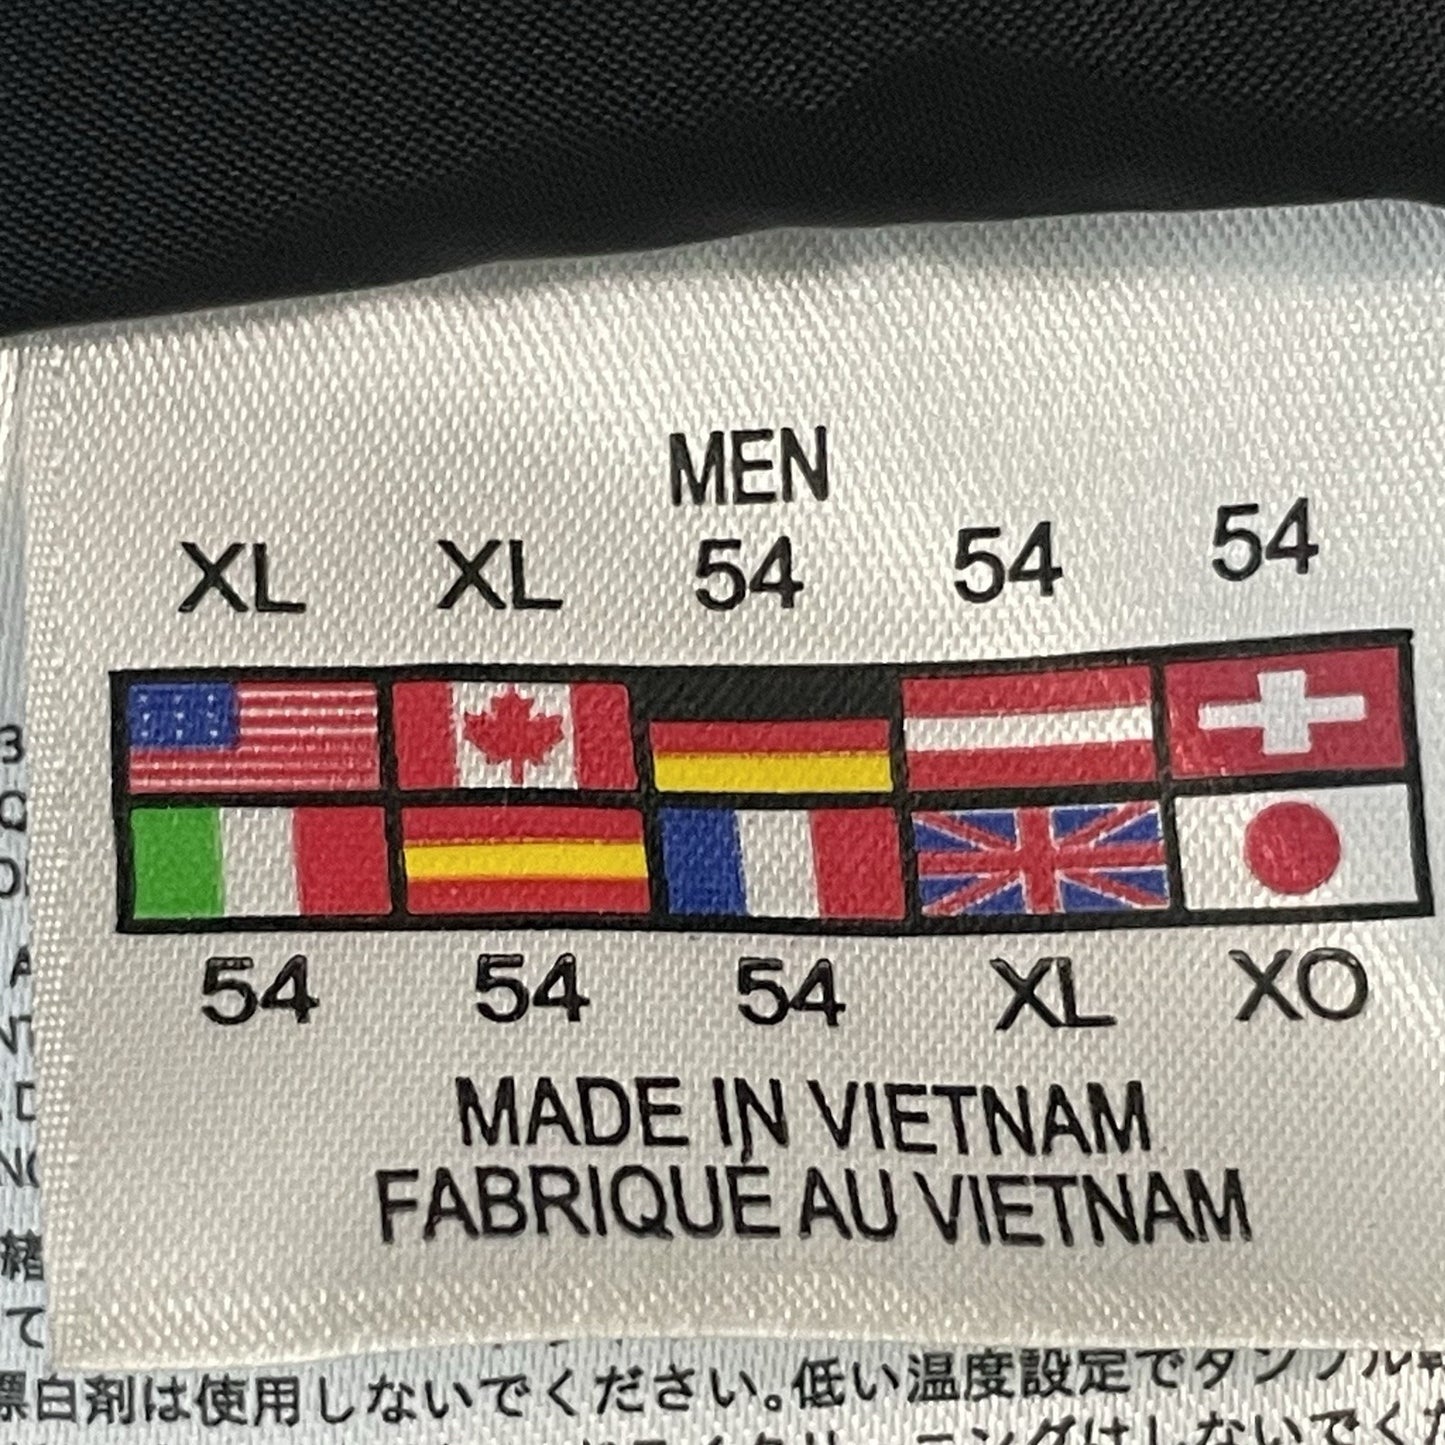 MEN
XL XL 54 54 54
54 54 54 XL XO
MADE IN VIETNAM
FABRIQUÉ AU VIETNAM
て
漂白剤は使用しないでください。低い温度設定でタンブル